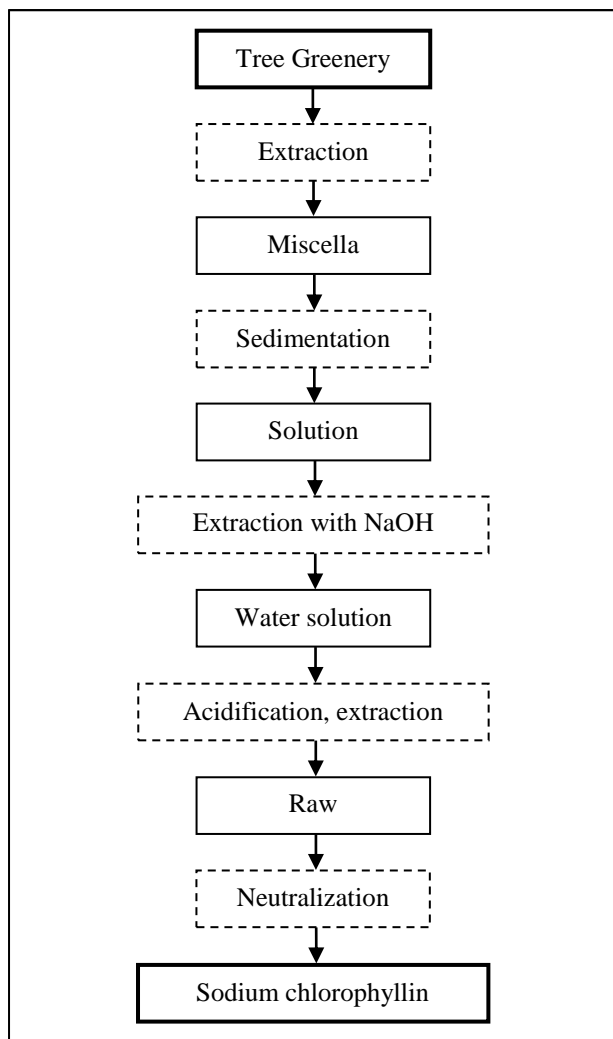 Tree Greenery
Extraction
Miscella
Sedimentation
Solution
Extraction with NaOH
Water solution
Acidification, extraction
Raw
Neutralization
Sodium chlorophyllin